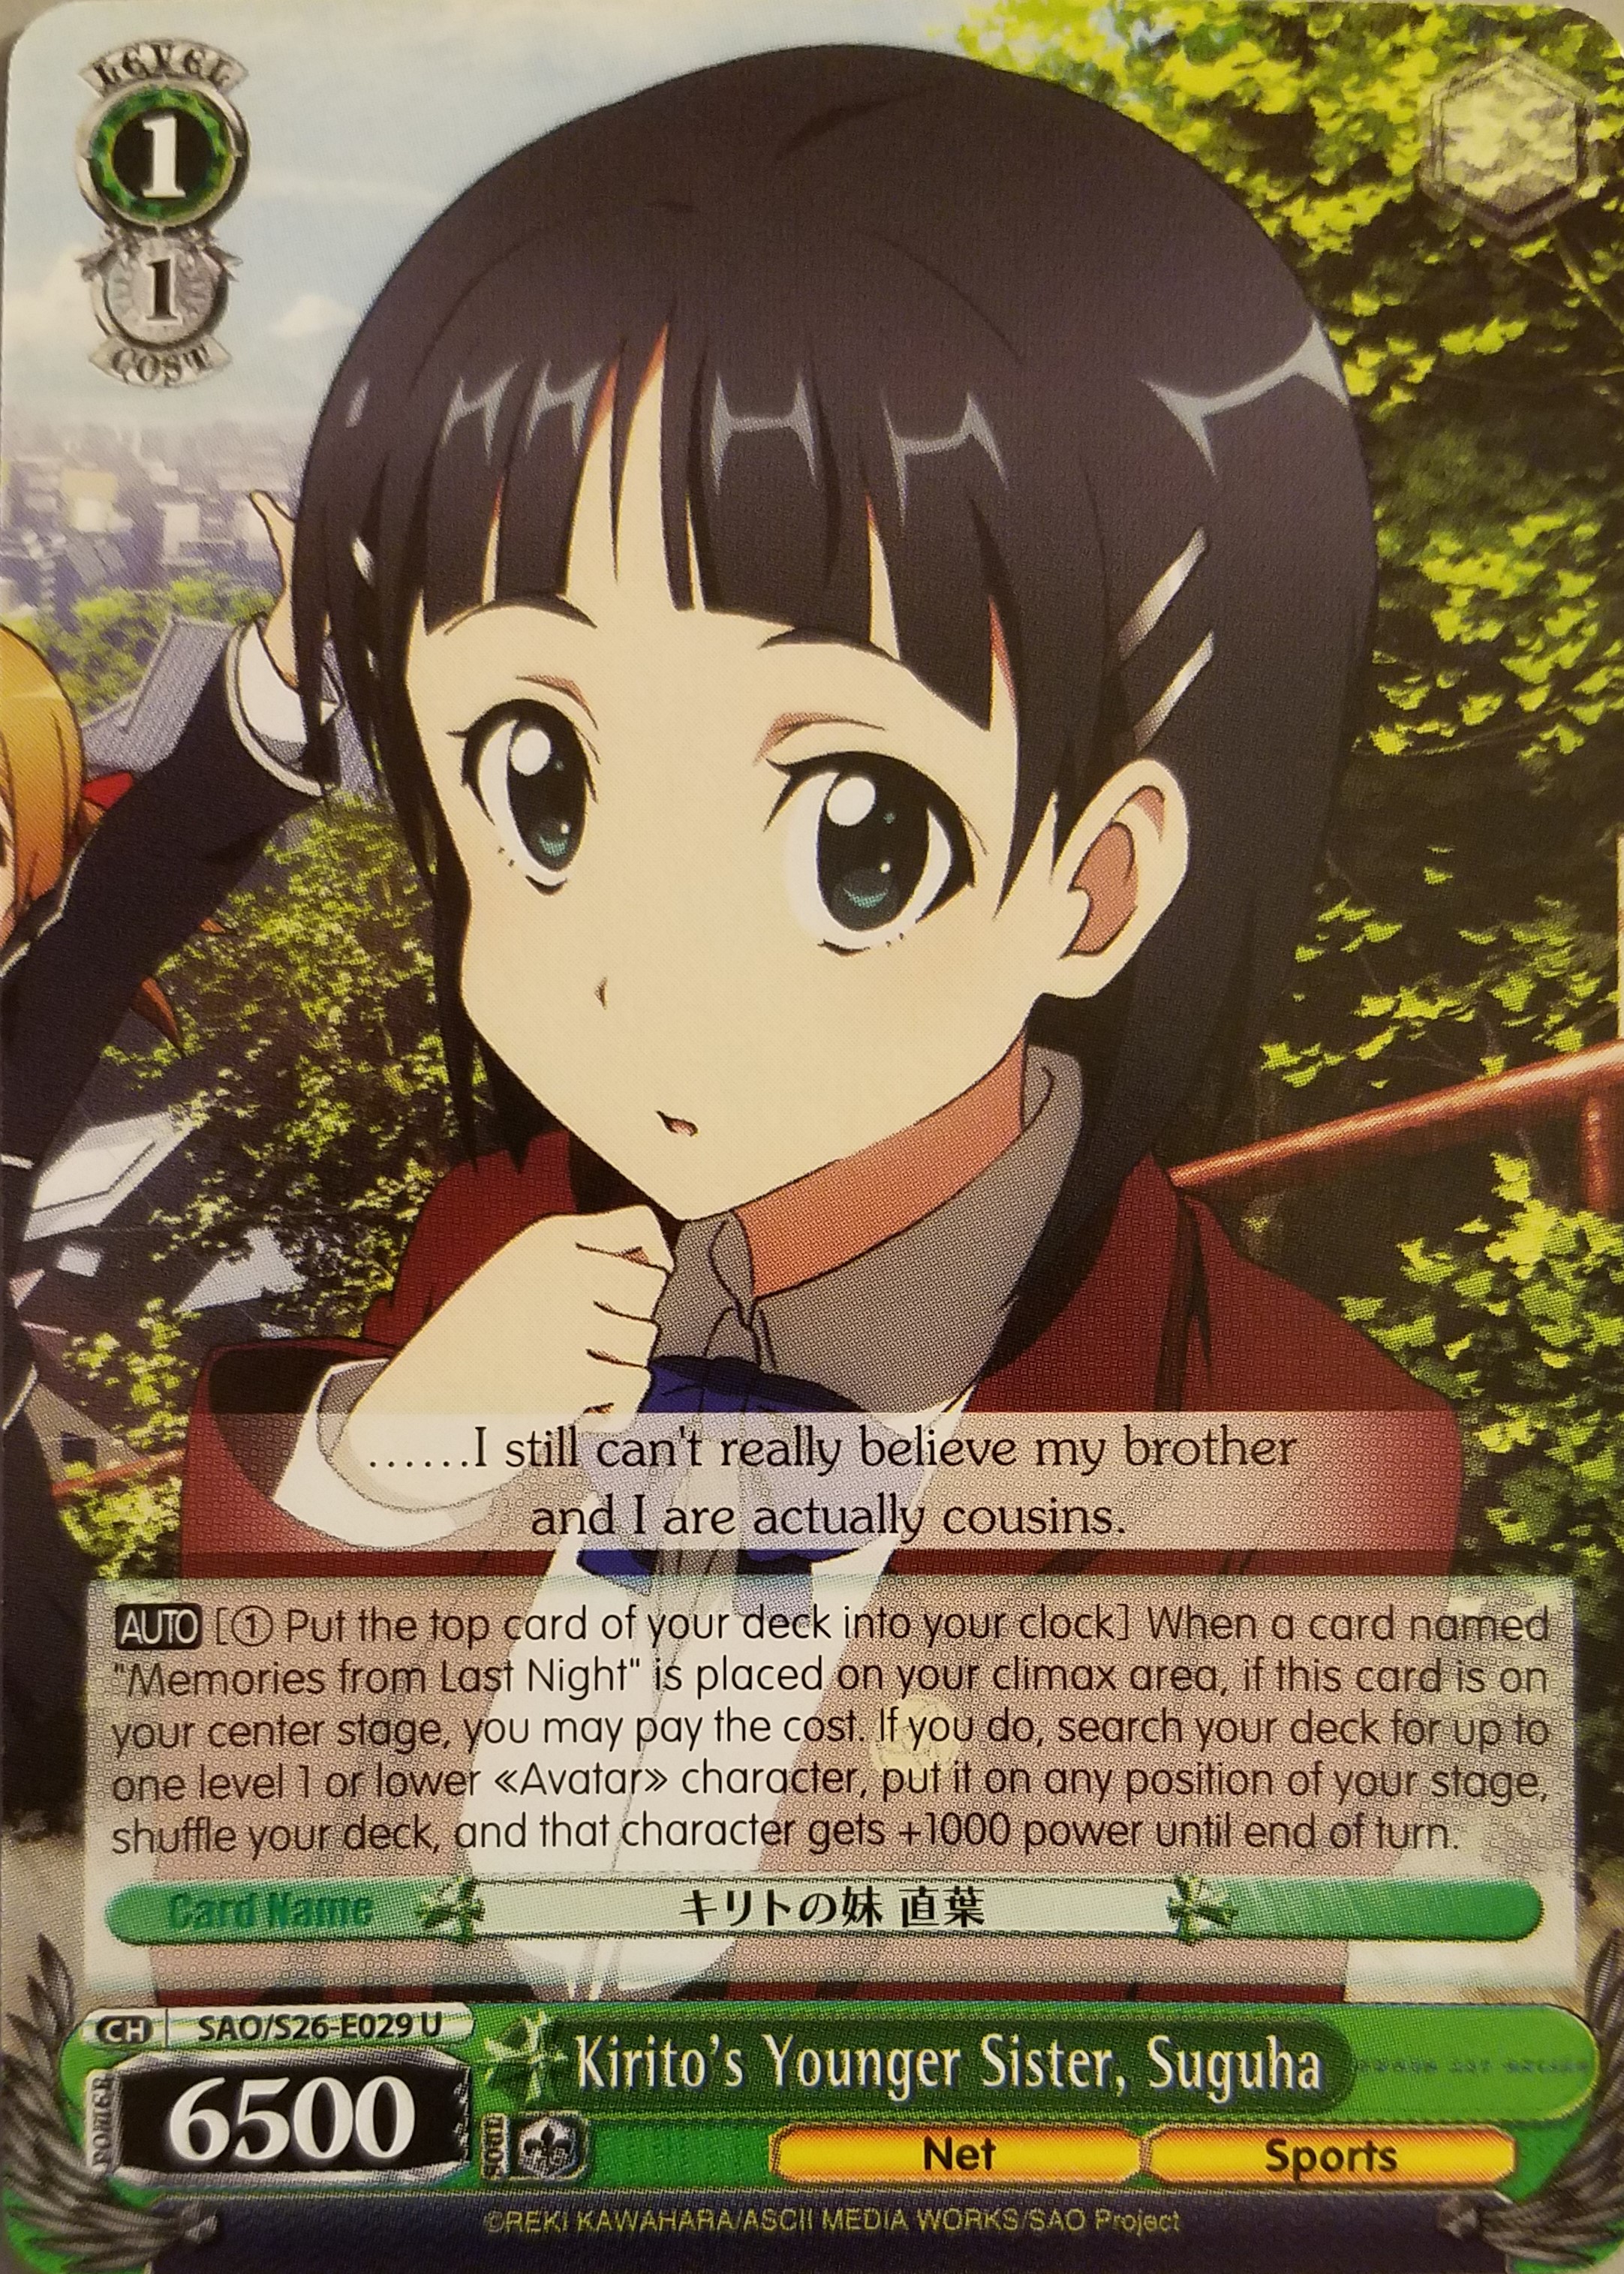 LEVEL
1
1
COST
......I still can't really believe my brother
and I are actually cousins.
AUTO [① Put the top card of your deck into your clock] When a card named
"Memories from Last Night" is placed on your climax area, if this card is on
your center stage, you may pay the cost. If you do, search your deck for up to
one level 1 or lower «Avatar» character, put it on any position of your stage,
shuffle your deck, and that character gets +1000 power until end of turn.
Card Name キリトの妹 直葉
CH SAO/S26-E029 U
Kirito's Younger Sister, Suguha
POWER 6500 SOUL Net Sports
©REKI KAWAHARA/ASCII MEDIA WORKS/SAO Project